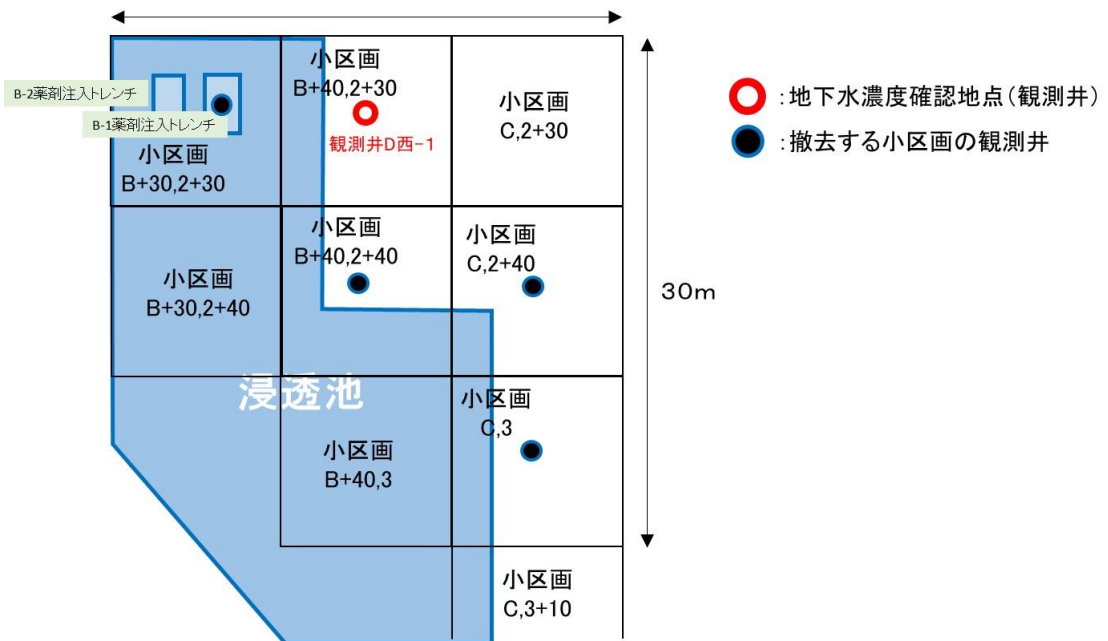 B-2薬剤注入トレンチ
B-1薬剤注入トレンチ
小区画
B+30,2+30
小区画
B+40,2+30
観測井D西-1
小区画
C,2+30
小区画
B+30,2+40
小区画
B+40,2+40
小区画
C,2+40
浸透池
小区画
B+40,3
小区画
C,3
小区画
C,3+10
30m
:地下水濃度確認地点(観測井)
:撤去する小区画の観測井